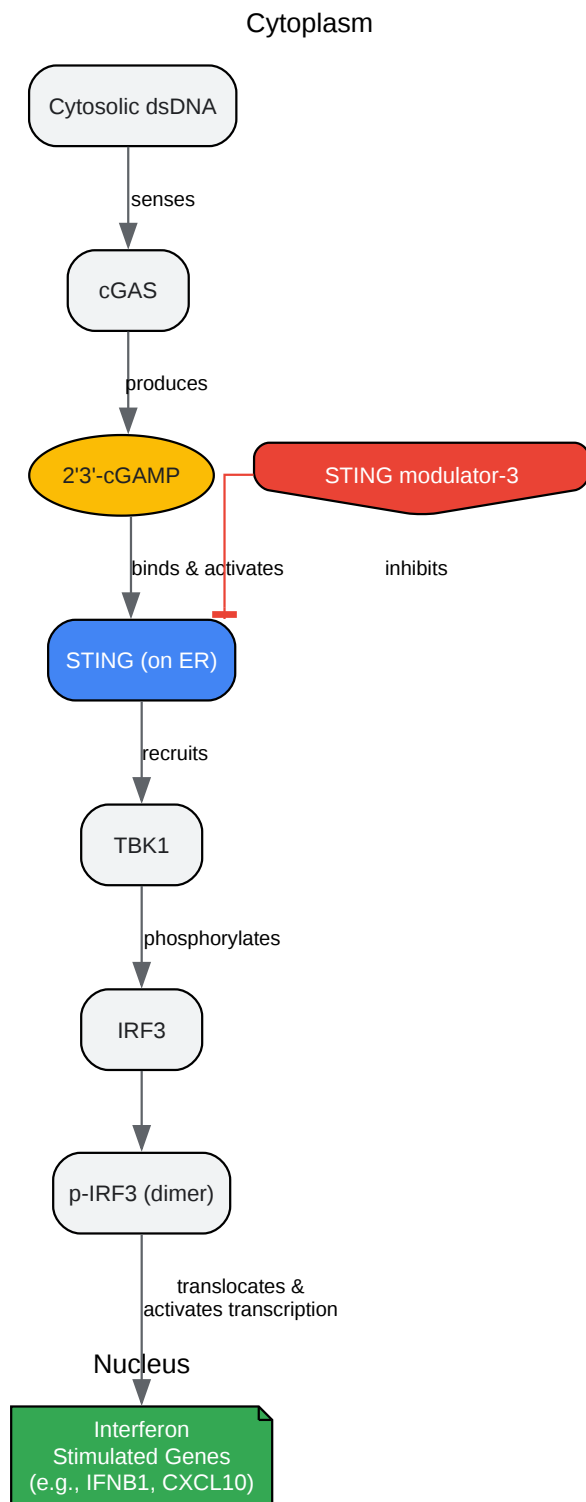 Cytoplasm
Cytosolic dsDNA
senses
cGAS
produces
2'3'-cGAMP
STING modulator-3
binds & activates
inhibits
STING (on ER)
recruits
TBK1
phosphorylates
IRF3
p-IRF3 (dimer)
translocates &
activates transcription
Nucleus
Interferon
Stimulated Genes
(e.g., IFNB1, CXCL10)